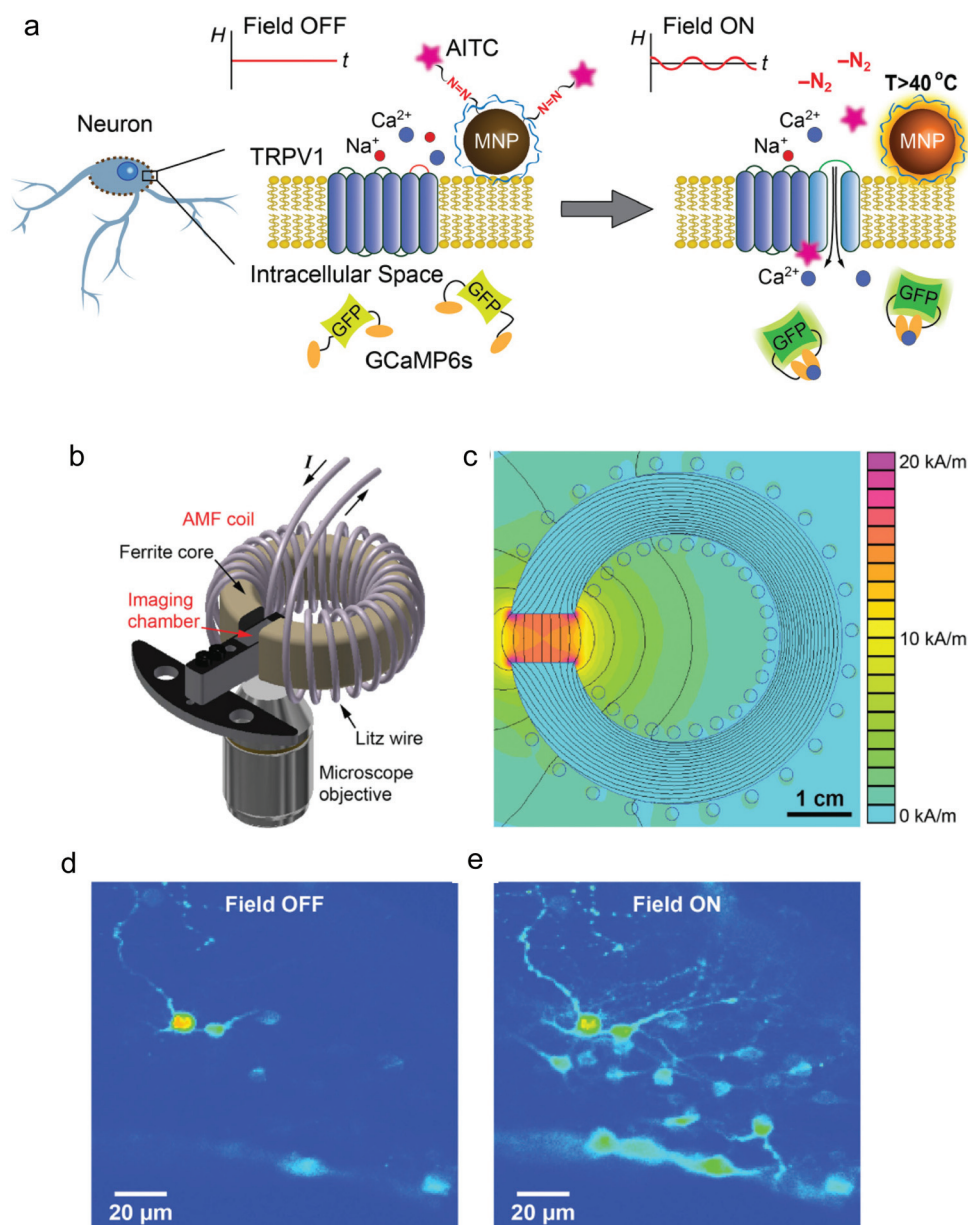 a
Field OFF
H
t
AITC
N=N
N=N
Neuron
Ca2+
Na+
MNP
TRPV1
Intracellular Space
GFP
GFP
GCaMP6s
Field ON
H
t
–N2
–N2
T>40 °C
Ca2+
Na+
MNP
Ca2+
GFP
GFP
b
I
AMF coil
Ferrite core
Imaging
chamber
Litz wire
Microscope
objective
c
20 kA/m
10 kA/m
0 kA/m
1 cm
d
Field OFF
20 µm
e
Field ON
20 µm